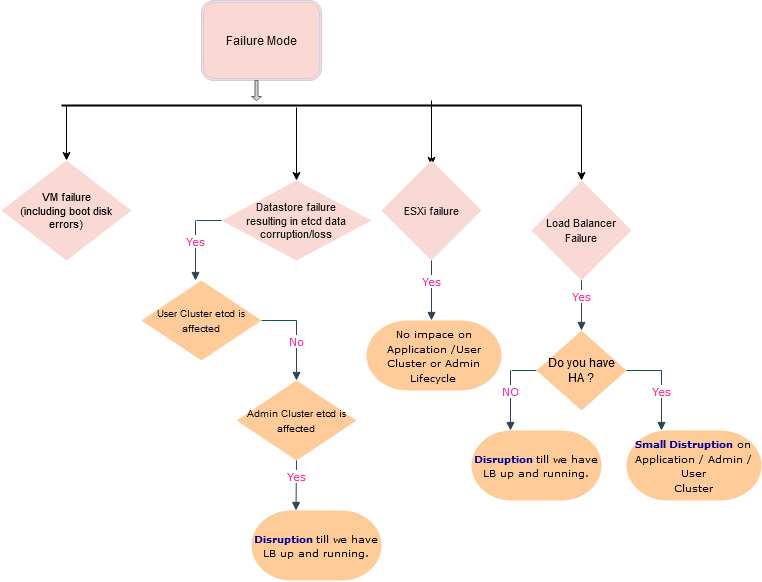 Failure Mode
VM failure
(including boot disk
errors)
Datastore failure
resulting in etcd data
corruption/loss
ESXi failure
Load Balancer
Failure
Yes
Yes
Yes
User Cluster etcd is
affected
No
No impace on
Application /User
Cluster or Admin
Lifecycle
Do you have
HA ?
NO
Yes
Admin Cluster etcd is
affected
Disruption till we have
LB up and running.
Small Distruption on
Application / Admin /
User
Cluster
Yes
Disruption till we have
LB up and running.